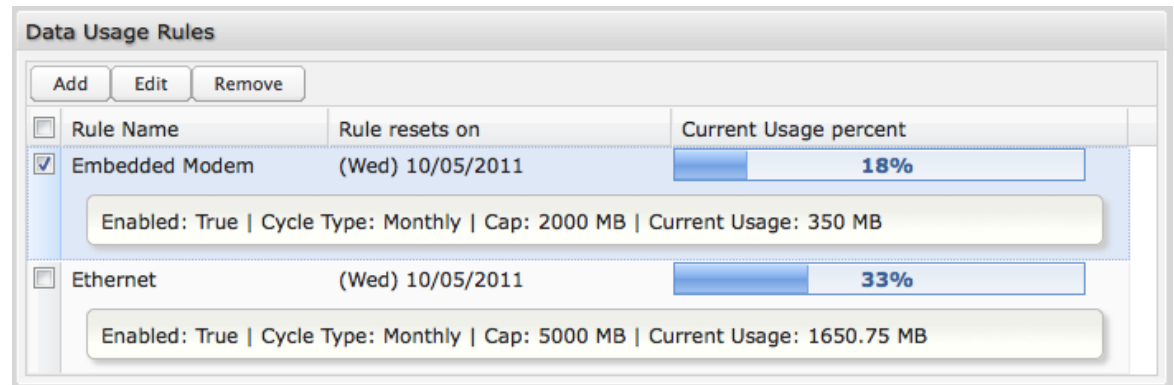 Data Usage Rules
Add Edit Remove
Rule Name Rule resets on Current Usage percent
Embedded Modem (Wed) 10/05/2011 18%
Enabled: True | Cycle Type: Monthly | Cap: 2000 MB | Current Usage: 350 MB
Ethernet (Wed) 10/05/2011 33%
Enabled: True | Cycle Type: Monthly | Cap: 5000 MB | Current Usage: 1650.75 MB